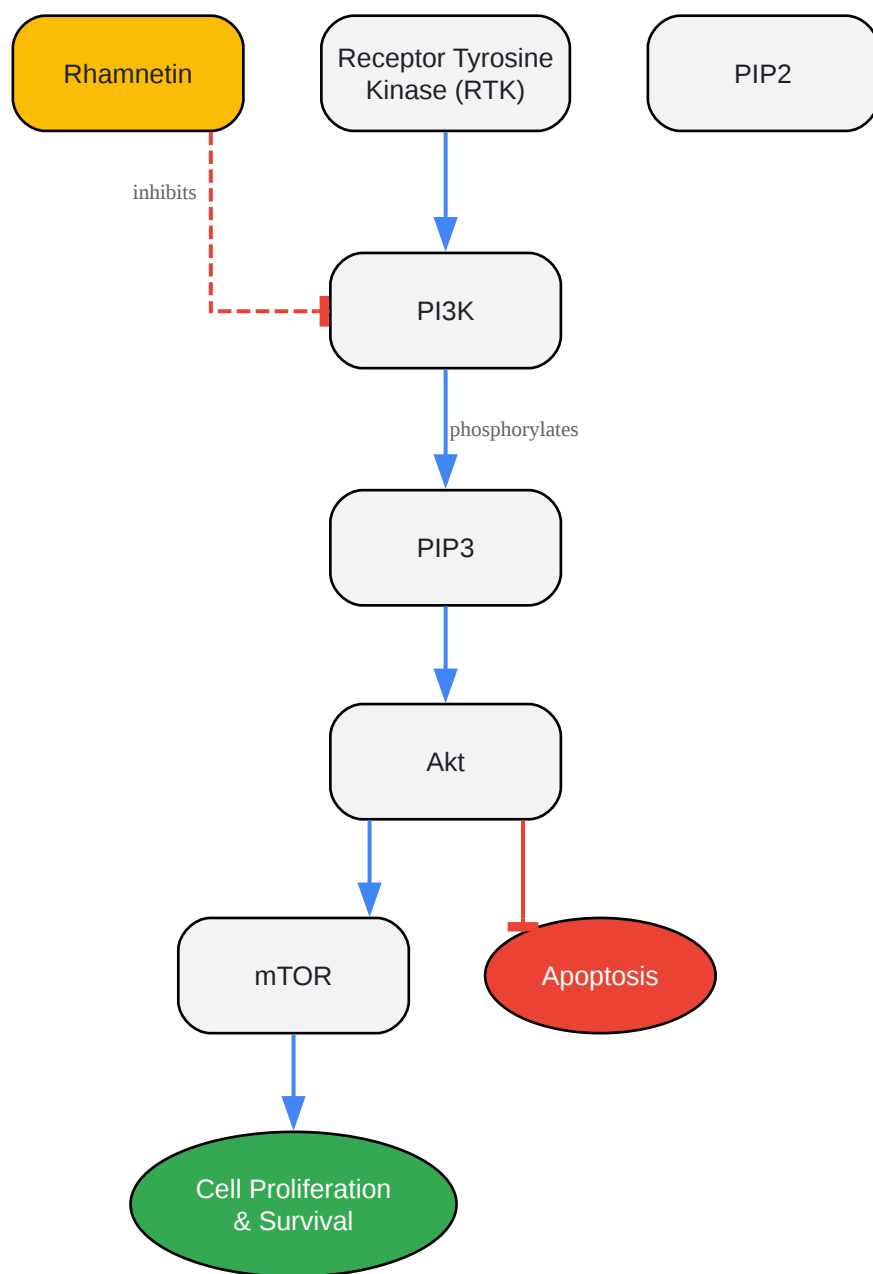 Rhamnetin
Receptor Tyrosine
Kinase (RTK)
PIP2
inhibits
PI3K
phosphorylates
PIP3
Akt
mTOR
Apoptosis
Cell Proliferation
& Survival